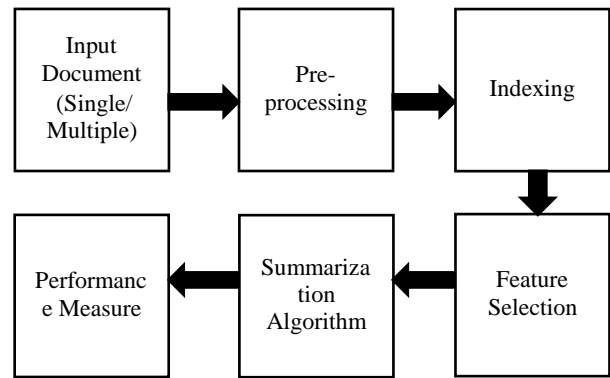 Input
Document
(Single/
Multiple)
Pre-
processing
Indexing
Feature
Selection
Summariza
tion
Algorithm
Performanc
e Measure